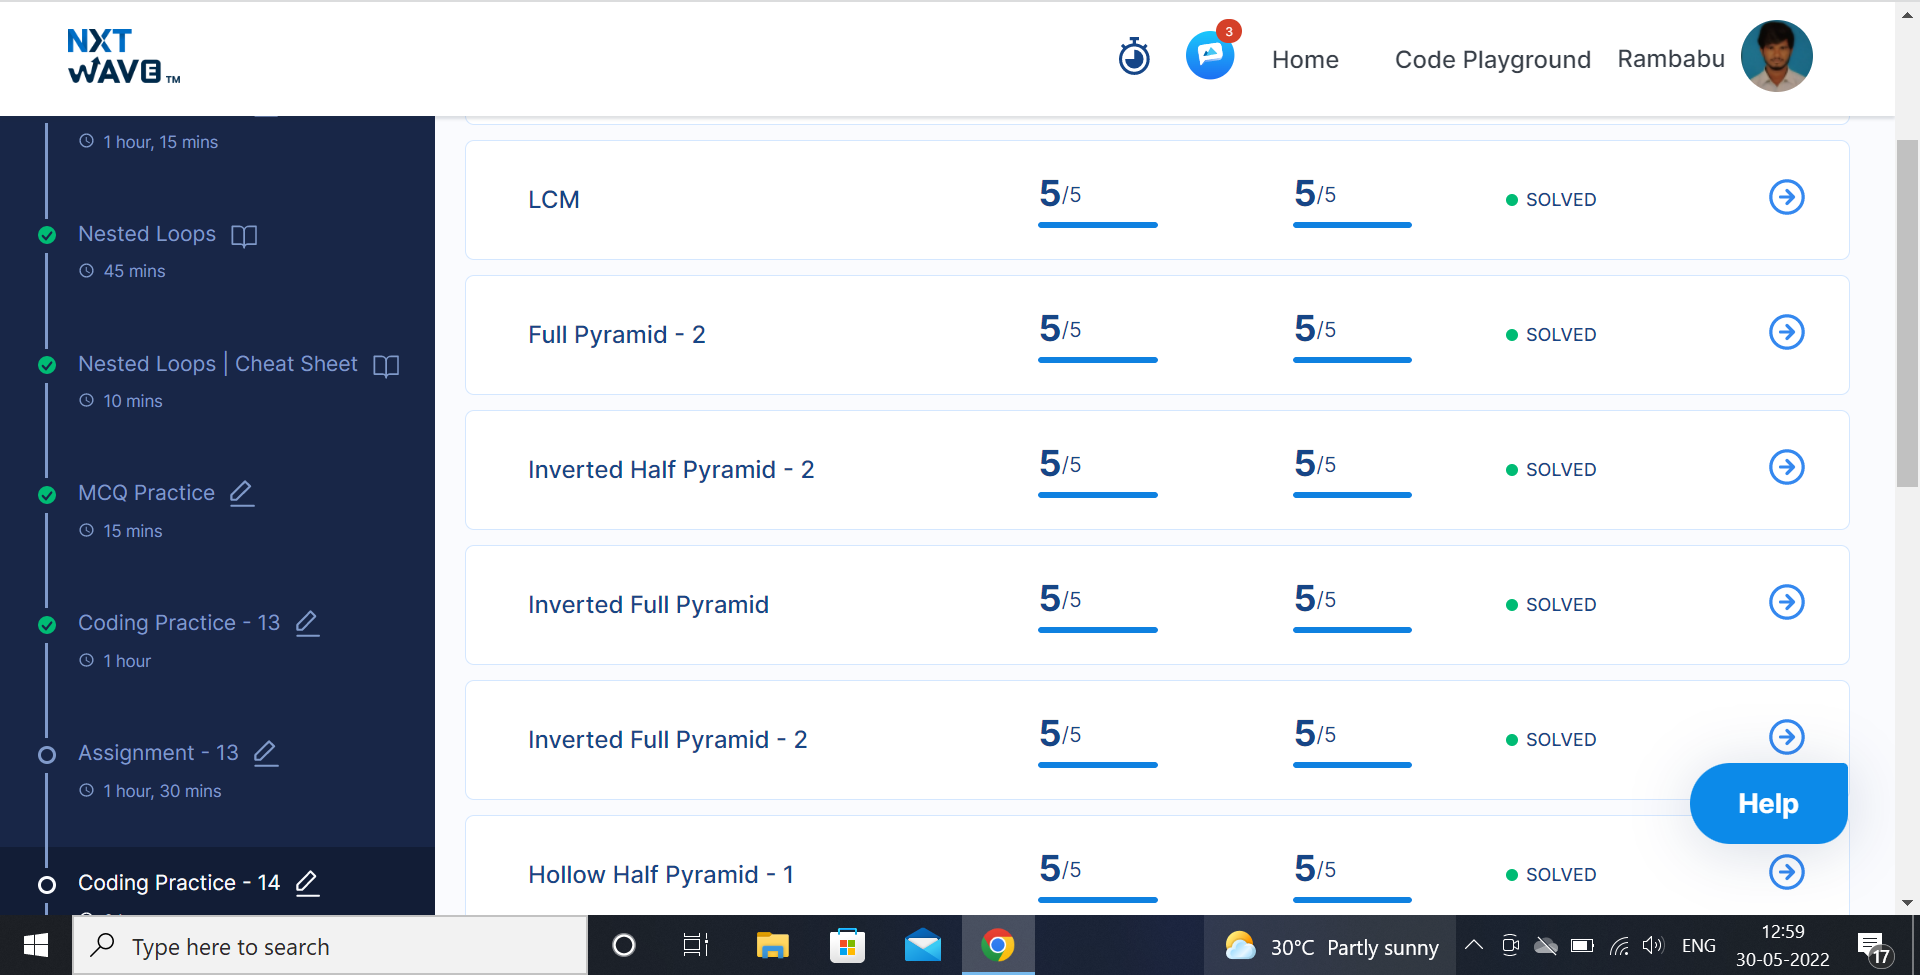 NXT
WAVE TM
3
Home
Code Playground
Rambabu
1 hour, 15 mins
Nested Loops
45 mins
Nested Loops | Cheat Sheet
10 mins
MCQ Practice
15 mins
Coding Practice - 13
1 hour
Assignment - 13
1 hour, 30 mins
Coding Practice - 14
LCM 5/5 5/5 SOLVED
Full Pyramid - 2 5/5 5/5 SOLVED
Inverted Half Pyramid - 2 5/5 5/5 SOLVED
Inverted Full Pyramid 5/5 5/5 SOLVED
Inverted Full Pyramid - 2 5/5 5/5 SOLVED
Help
Hollow Half Pyramid - 1 5/5 5/5 SOLVED
Type here to search
30°C Partly sunny
ENG
12:59
30-05-2022
17